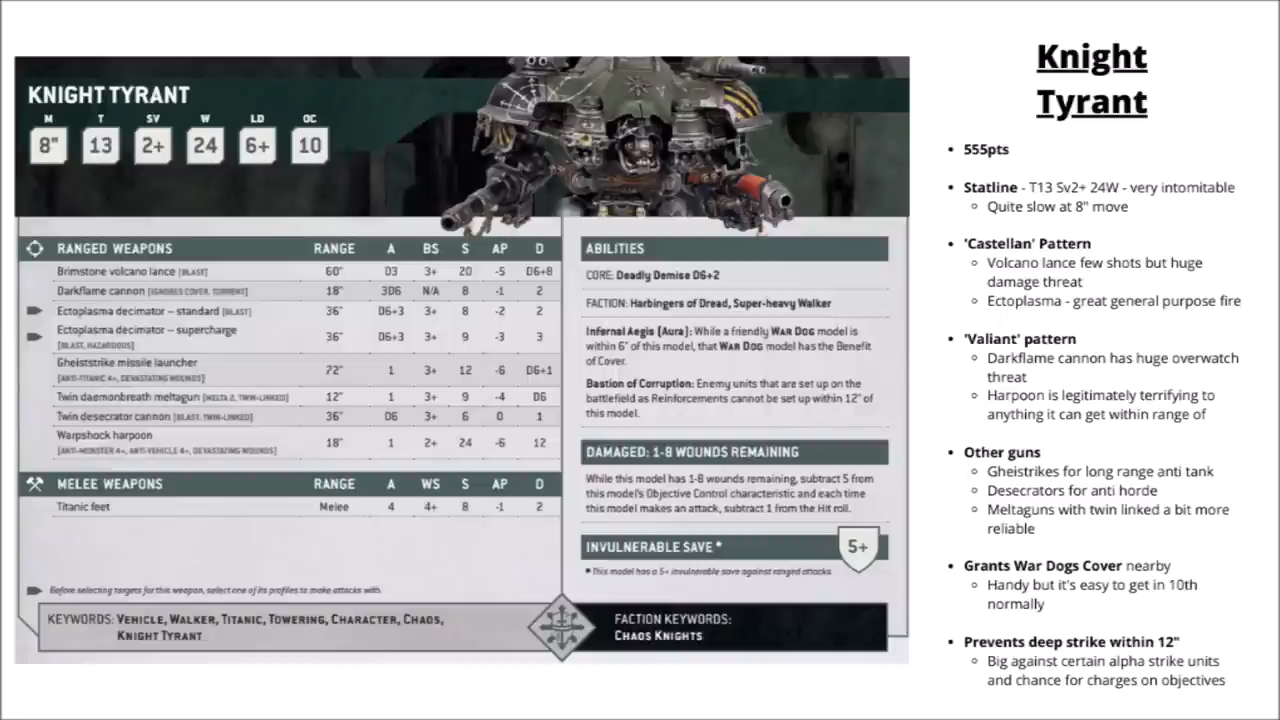 KNIGHT TYRANT
M T SV W LD OC
8" 13 2+ 24 6+ 10
RANGED WEAPONS RANGE A BS S AP D
Brimstone volcano lance [BLAST] 60" D3 3+ 20 -5 D6+8
Darkflame cannon [IGNORES COVER, TORRENT] 18" 3D6 N/A 8 -1 2
Ectoplasma decimator – standard [BLAST] 36" D6+3 3+ 8 -2 2
Ectoplasma decimator – supercharge
[BLAST, HAZARDOUS] 36" D6+3 3+ 9 -3 3
Gheiststrike missile launcher
[ANTI-TITANIC 4+, DEVASTATING WOUNDS] 72" 1 3+ 12 -6 D6+1
Twin daemonbreath meltagun [MELTA 2, TWIN-LINKED] 12" 1 3+ 9 -4 D6
Twin desecrator cannon [BLAST, TWIN-LINKED] 36" D6 3+ 6 0 1
Warpshock harpoon
[ANTI-MONSTER 4+, ANTI-VEHICLE 4+, DEVASTATING WOUNDS] 18" 1 2+ 24 -6 12
MELEE WEAPONS RANGE A WS S AP D
Titanic feet Melee 4 4+ 8 -1 2
Before selecting targets for this weapon, select one of its profiles to make attacks with.
KEYWORDS: VEHICLE, WALKER, TITANIC, TOWERING, CHARACTER, CHAOS,
KNIGHT TYRANT
ABILITIES
CORE: Deadly Demise D6+2
FACTION: Harbingers of Dread, Super-heavy Walker
Infernal Aegis (Aura): While a friendly WAR DOG model is
within 6" of this model, that WAR DOG model has the Benefit
of Cover.
Bastion of Corruption: Enemy units that are set up on the
battlefield as Reinforcements cannot be set up within 12" of
this model.
DAMAGED: 1-8 WOUNDS REMAINING
While this model has 1-8 wounds remaining, subtract 5 from
this model's Objective Control characteristic and each time
this model makes an attack, subtract 1 from the Hit roll.
INVULNERABLE SAVE* 5+
* This model has a 5+ invulnerable save against ranged attacks.
FACTION KEYWORDS:
CHAOS KNIGHTS
Knight
Tyrant
• 555pts
• Statline - T13 Sv2+ 24W - very intomitable
○ Quite slow at 8" move
• 'Castellan' Pattern
○ Volcano lance few shots but huge
damage threat
○ Ectoplasma - great general purpose fire
• 'Valiant' pattern
○ Darkflame cannon has huge overwatch
threat
○ Harpoon is legitimately terrifying to
anything it can get within range of
• Other guns
○ Gheistrikes for long range anti tank
○ Desecrators for anti horde
○ Meltaguns with twin linked a bit more
reliable
• Grants War Dogs Cover nearby
○ Handy but it's easy to get in 10th
normally
• Prevents deep strike within 12"
○ Big against certain alpha strike units
and chance for charges on objectives